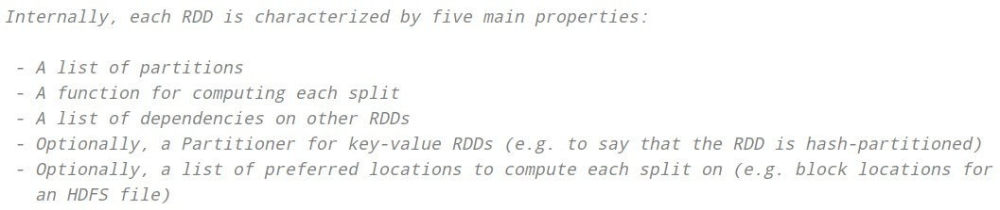 Internally, each RDD is characterized by five main properties:
- A list of partitions
- A function for computing each split
- A list of dependencies on other RDDs
- Optionally, a Partitioner for key-value RDDs (e.g. to say that the RDD is hash-partitioned)
- Optionally, a list of preferred locations to compute each split on (e.g. block locations for
an HDFS file)